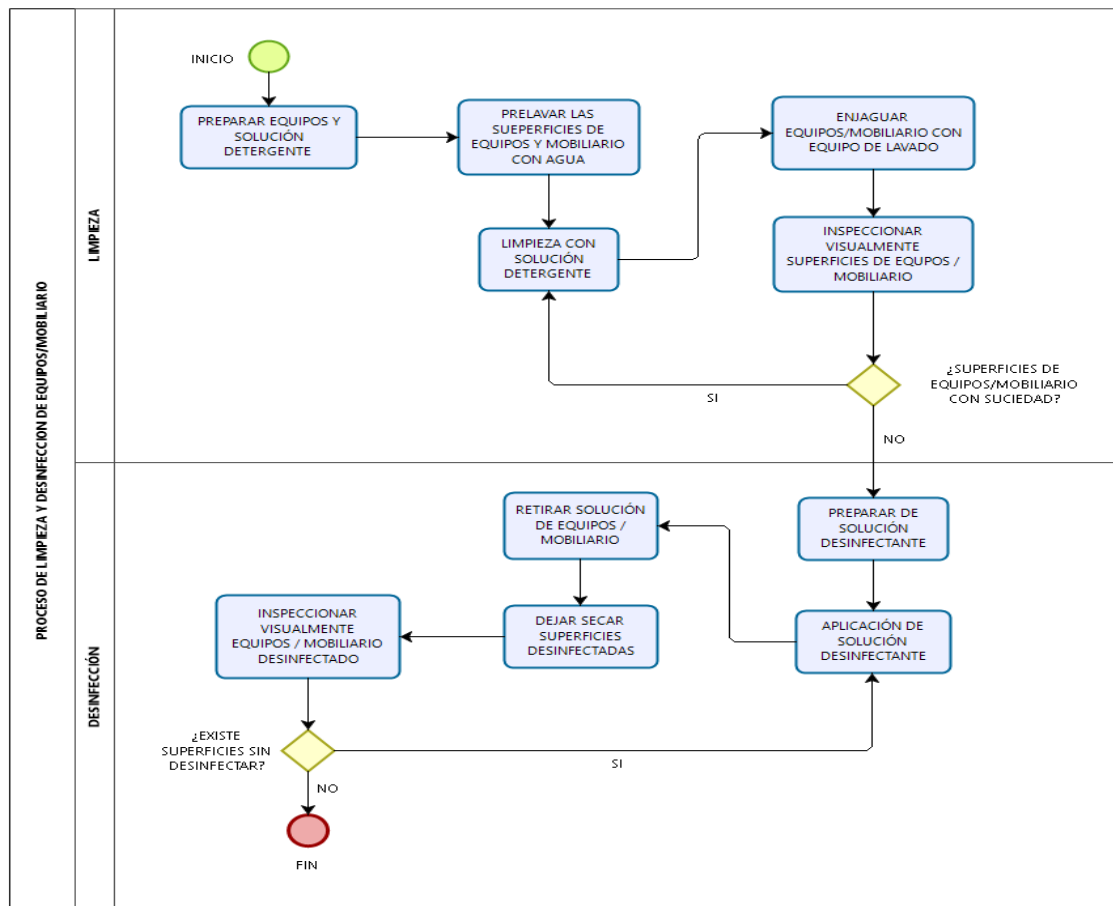 PROCESO DE LIMPIEZA Y DESINFECCION DE EQUIPOS/MOBILIARIO
LIMPIEZA
INICIO
PREPARAR EQUIPOS Y
SOLUCIÓN
DETERGENTE
PRELAVAR LAS
SUEPERFICIES DE
EQUIPOS Y MOBILIARIO
CON AGUA
LIMPIEZA CON
SOLUCIÓN
DETERGENTE
ENJAGUAR
EQUIPOS/MOBILIARIO CON
EQUIPO DE LAVADO
INSPECCIONAR
VISUALMENTE
SUPERFICIES DE EQUPOS /
MOBILIARIO
¿SUPERFICIES DE
EQUIPOS/MOBILIARIO
CON SUCIEDAD?
SI
NO
DESINFECCIÓN
PREPARAR DE
SOLUCIÓN
DESINFECTANTE
APLICACIÓN DE
SOLUCIÓN
DESINFECTANTE
RETIRAR SOLUCIÓN
DE EQUIPOS /
MOBILIARIO
DEJAR SECAR
SUPERFICIES
DESINFECTADAS
INSPECCIONAR
VISUALMENTE
EQUIPOS / MOBILIARIO
DESINFECTADO
¿EXISTE
SUPERFICIES SIN
DESINFECTAR?
SI
NO
FIN